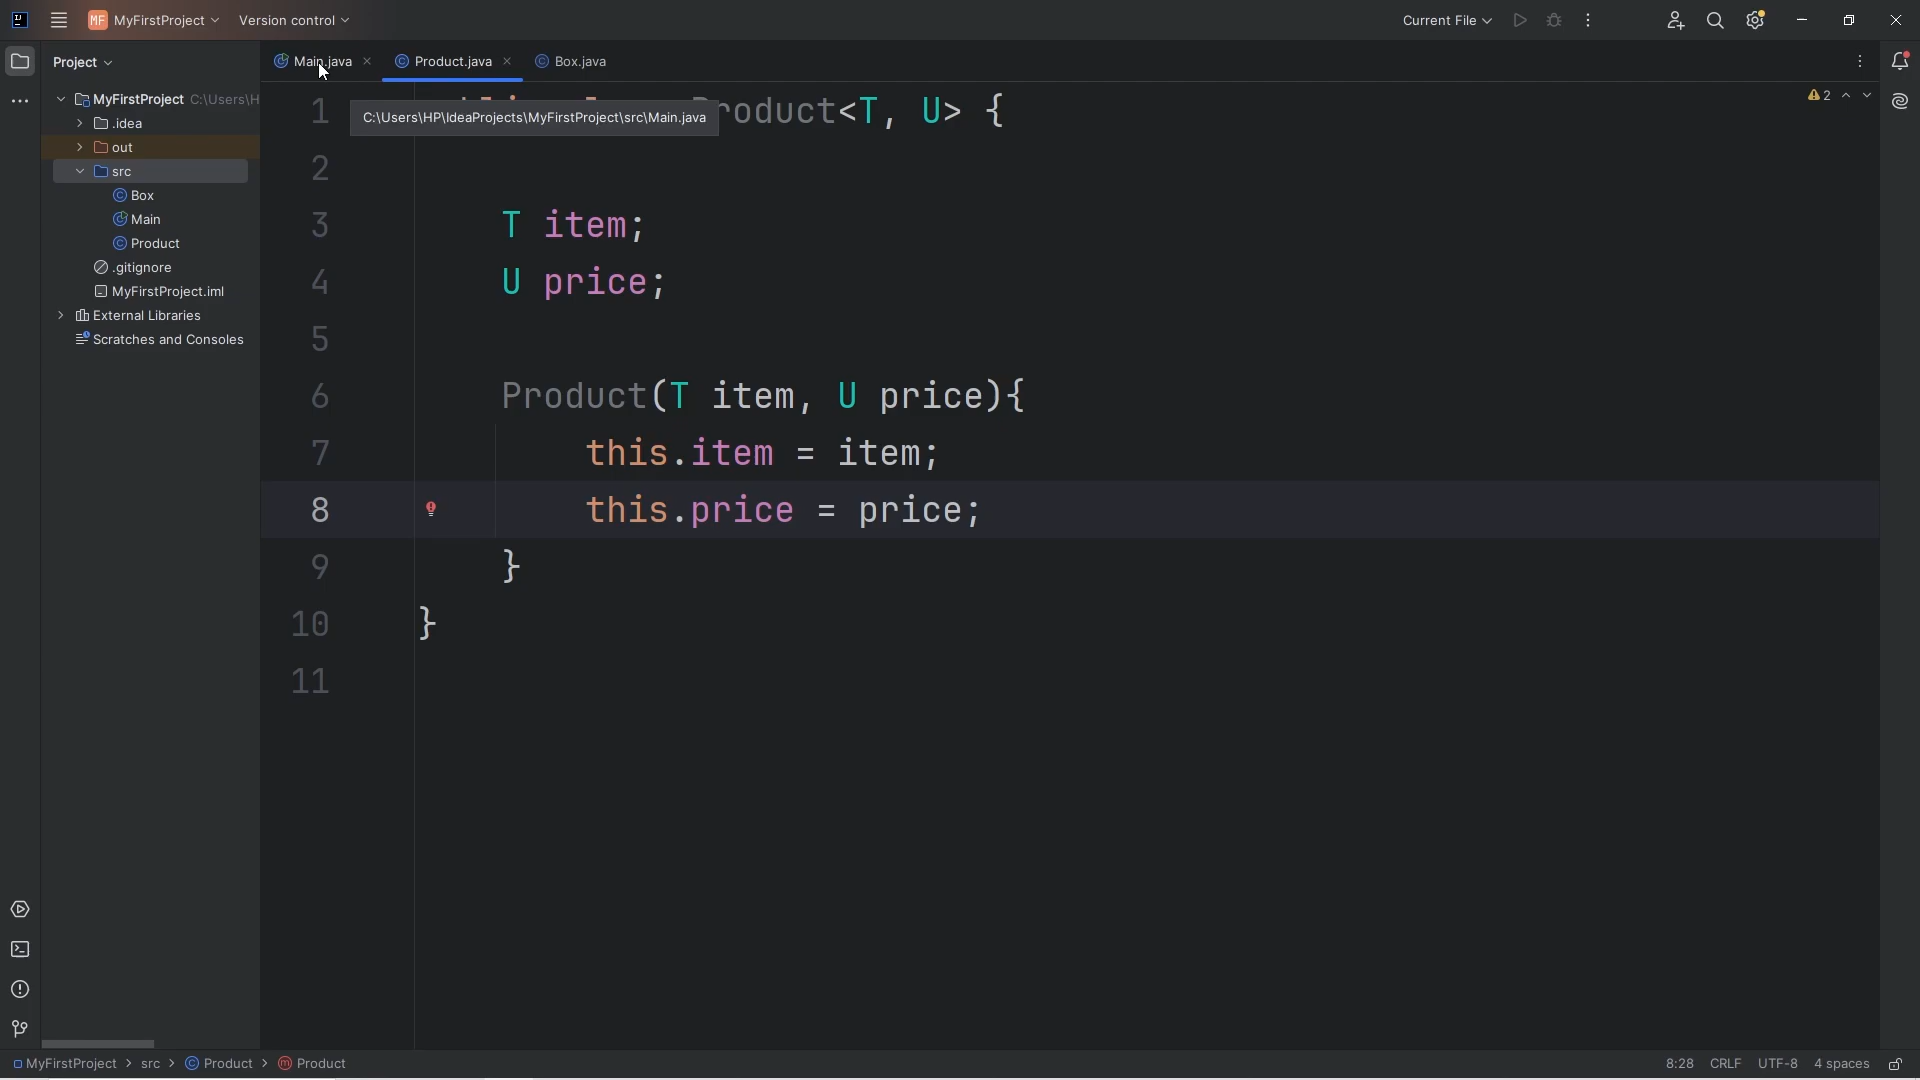 MF MyFirstProject Version control Current File
Project
Main.java Product.java Box.java
MyFirstProject C:\Users\H
.idea
out
src
Box
Main
Product
.gitignore
MyFirstProject.iml
External Libraries
Scratches and Consoles
C:\Users\HP\IdeaProjects\MyFirstProject\src\Main.java
2
1 roduct<T, U> {
2
3 T item;
4 U price;
5
6 Product(T item, U price){
7 this.item = item;
8 this.price = price;
9 }
10 }
11
MyFirstProject > src > Product > Product
8:28 CRLF UTF-8 4 spaces